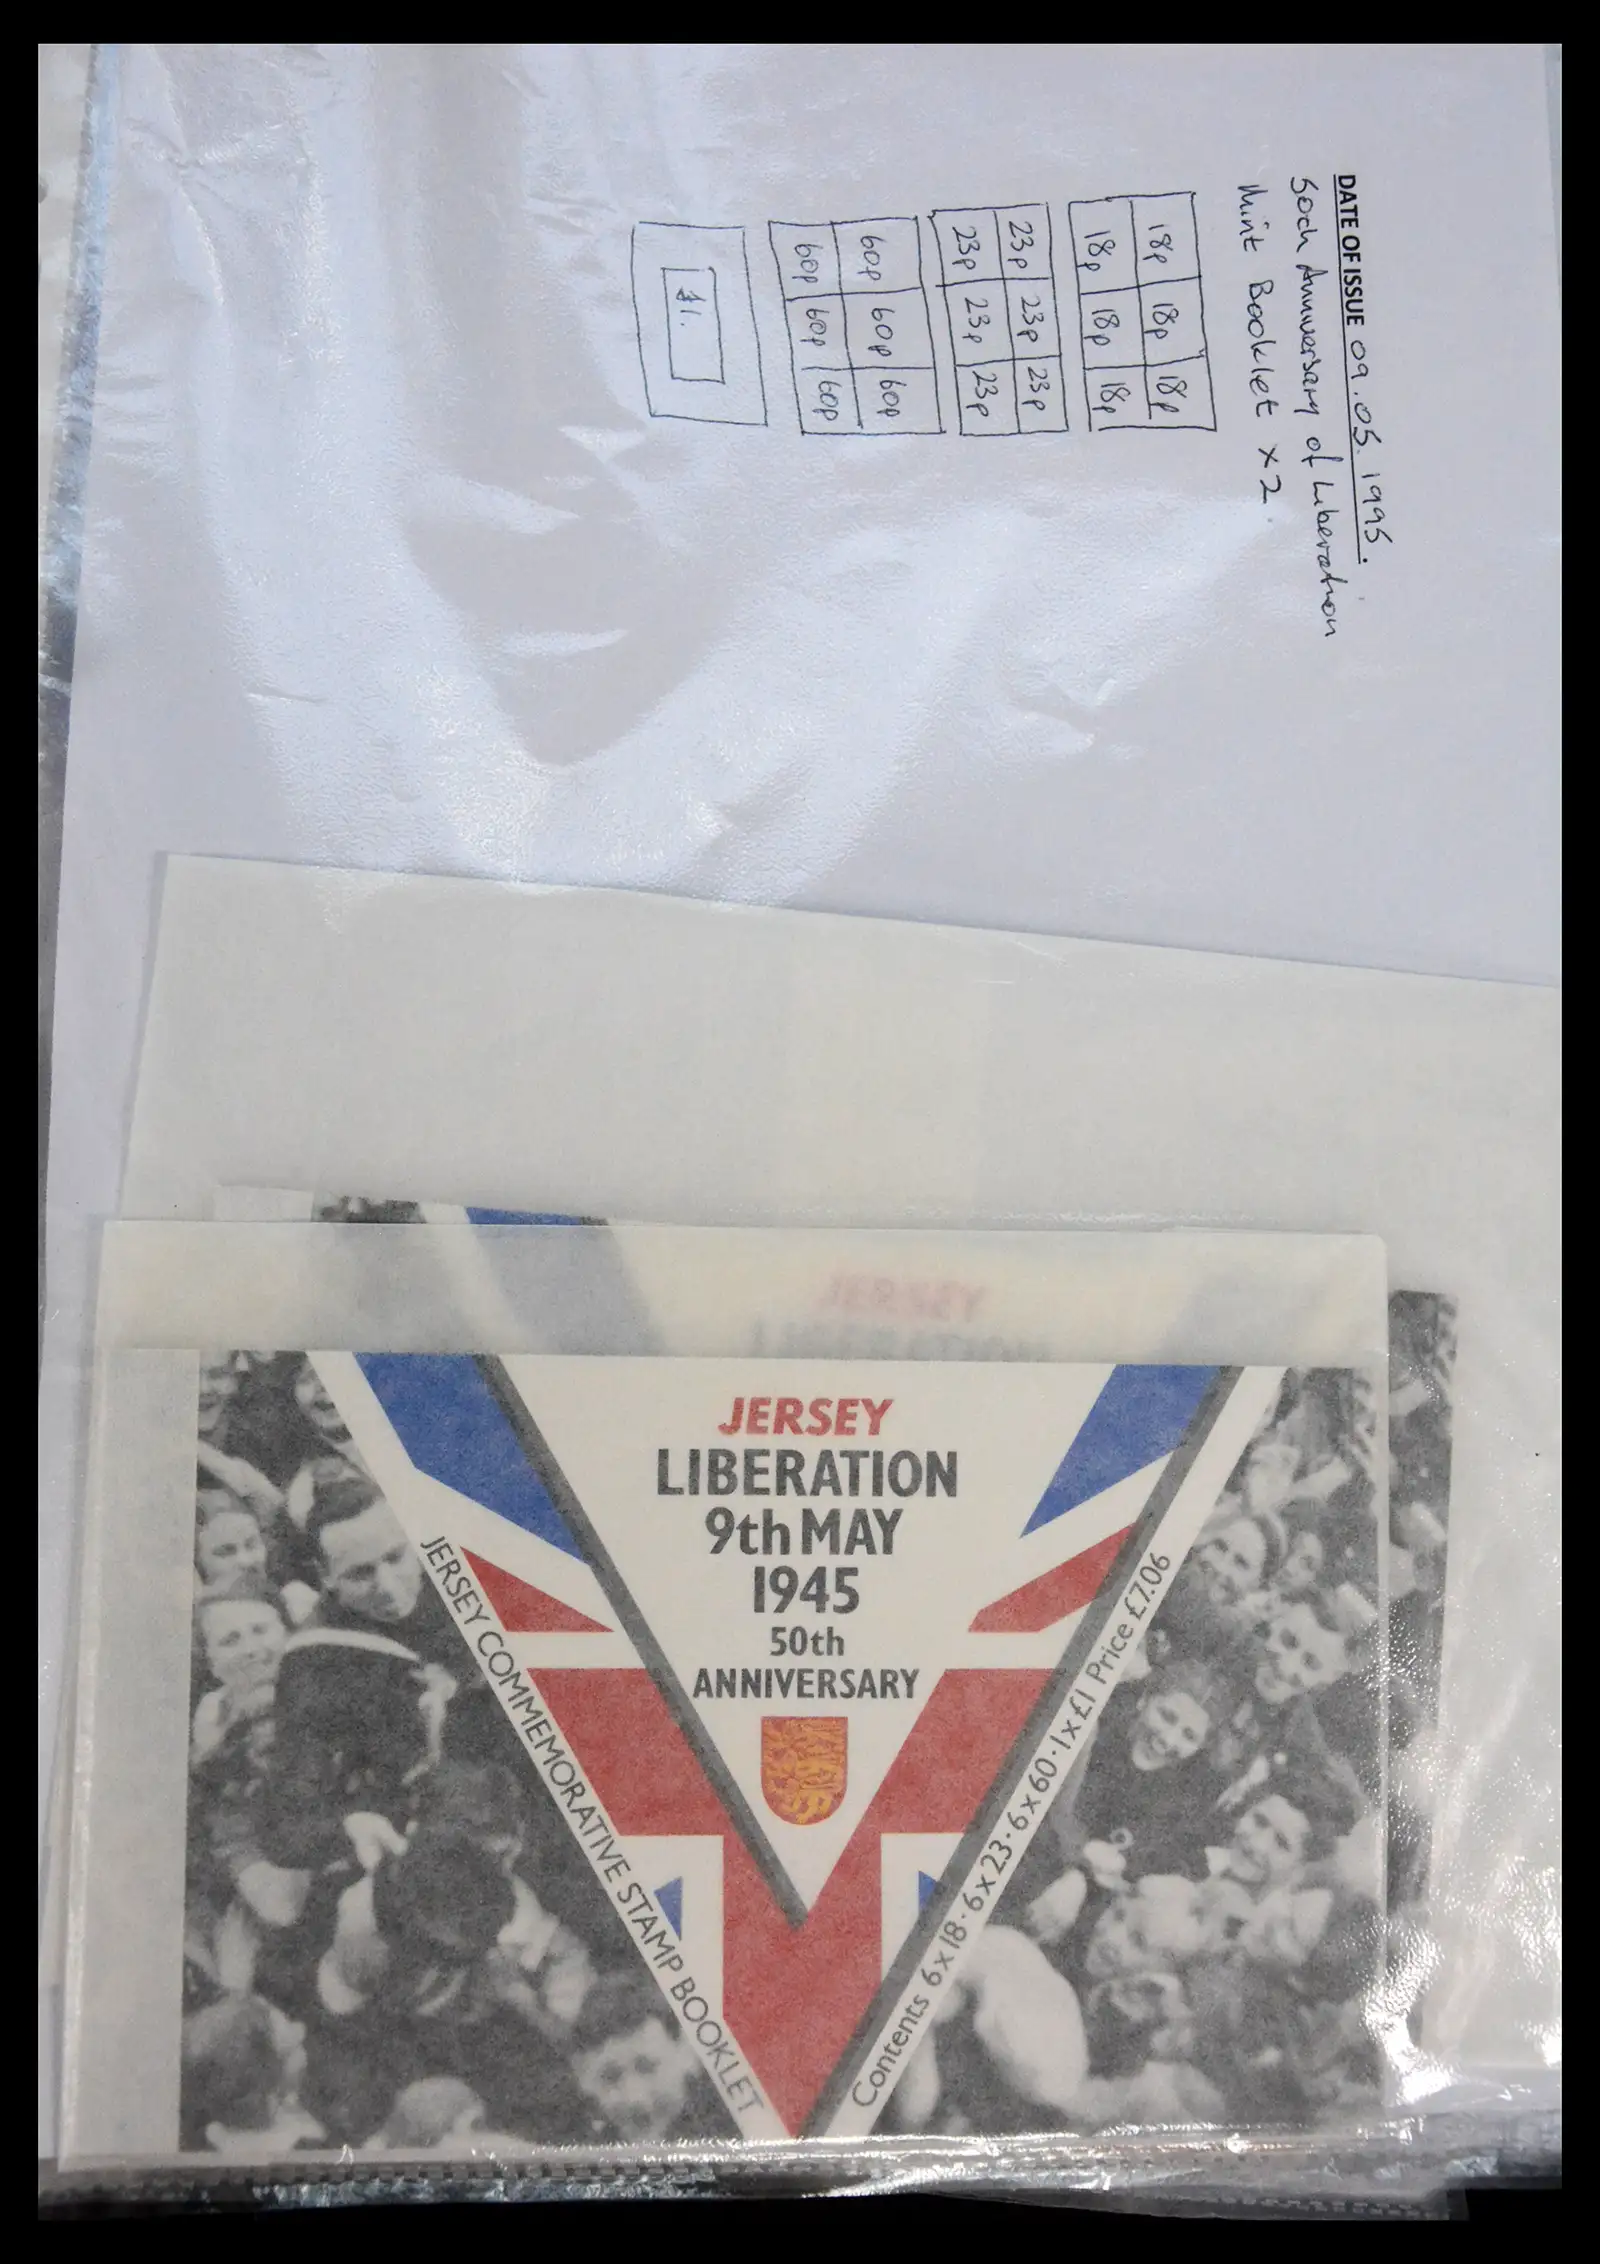 DATE OF ISSUE 09.05.1995.
50th Anniversary of Liberation
Mint Booklet x2
18p 18p 18p
18p 18p 18p
23p 23p 23p
23p 23p 23p
60p 60p 60p
60p 60p 60p
£1.
JERSEY
LIBERATION
JERSEY
LIBERATION
9th MAY
1945
50th
ANNIVERSARY
JERSEY COMMEMORATIVE STAMP BOOKLET
Contents 6x18·6x23·6x60·1x£1 Price £7.06